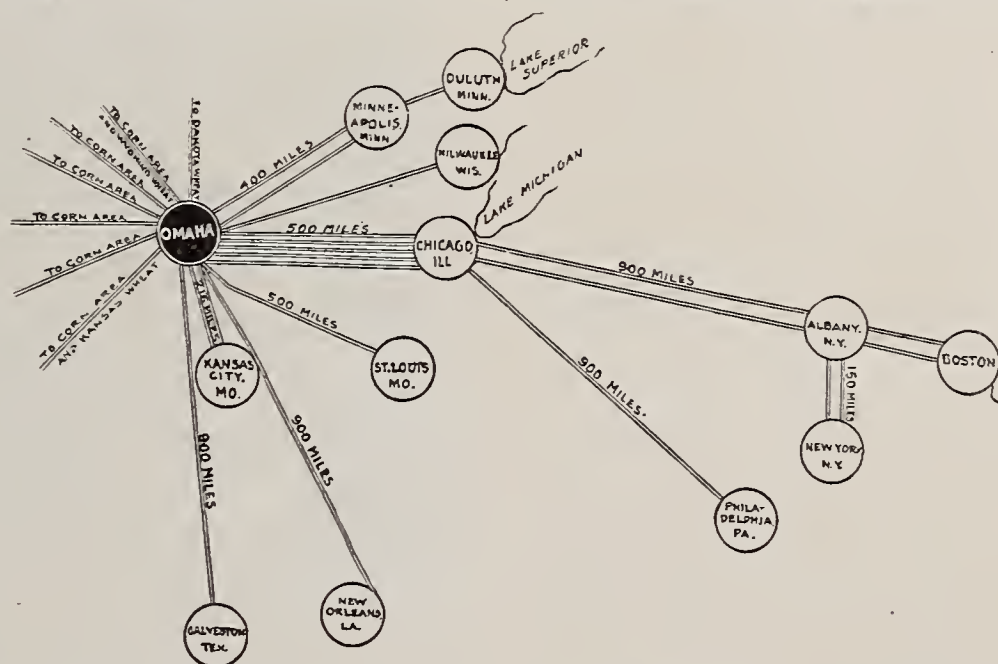 LAKE
SUPERIOR
DULUTH
MINN.
MINNE-
APOLIS,
MINN
400 MILES
TO DAKOTA WHEAT
TO CORN AREA
TO CORN AREA
TO CORN AREA
TO CORN AREA
TO CORN AREA
TO CORN AREA
AND KANSAS WHEAT
MILWAUKEE
WIS.
LAKE MICHIGAN
OMAHA
500 MILES
CHICAGO,
ILL
900 MILES
ALBANY.
N.Y.
BOSTON
150 MILES
NEW YORK
N.Y.
900 MILES.
PHILA-
DELPHIA
PA.
500 MILES
ST. LOUIS
MO.
KANSAS
CITY,
MO.
900 MILES
NEW
ORLEANS,
LA.
GALVESTON
TEX.